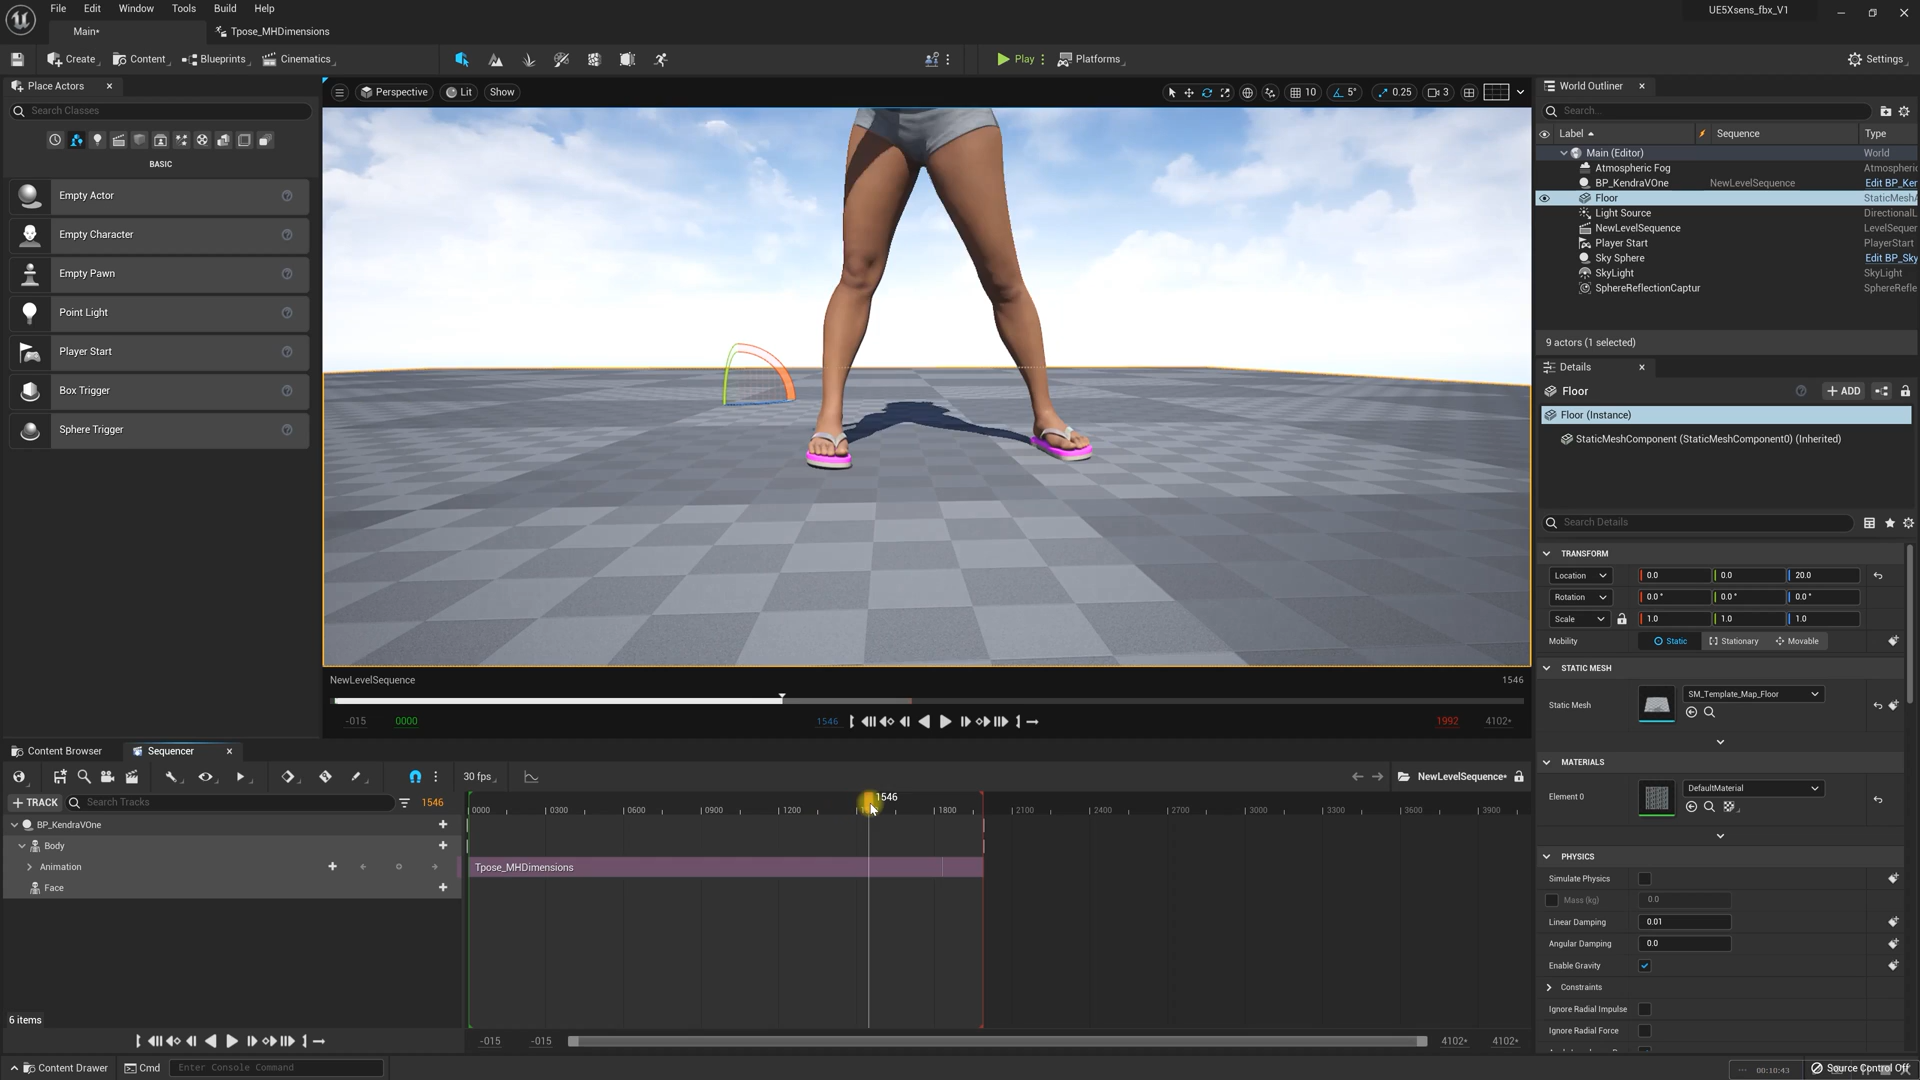 File Edit Window Tools Build Help
UE5Xsens_fbx_V1
Main*
Tpose_MHDimensions
Create
Content
Blueprints
Cinematics
Play
Platforms
Settings
Place Actors
Search Classes
BASIC
Empty Actor
Empty Character
Empty Pawn
Point Light
Player Start
Box Trigger
Sphere Trigger
Perspective
Lit
Show
10
5°
0.25
3
World Outliner
Search...
Label
Sequence
Type
Main (Editor) World
Atmospheric Fog Atmospheric
BP_KendraVOne NewLevelSequence Edit BP_Ker
Floor StaticMeshA
Light Source DirectionalL
NewLevelSequence LevelSequer
Player Start PlayerStart
Sky Sphere Edit BP_Sky
SkyLight SkyLight
SphereReflectionCaptur SphereRefle
9 actors (1 selected)
Details
Floor
+ ADD
Floor (Instance)
StaticMeshComponent (StaticMeshComponent0) (Inherited)
Search Details
TRANSFORM
Location 0.0 0.0 20.0
Rotation 0.0° 0.0° 0.0°
Scale 1.0 1.0 1.0
Mobility Static Stationary Movable
STATIC MESH
Static Mesh SM_Template_Map_Floor
MATERIALS
Element 0 DefaultMaterial
PHYSICS
Simulate Physics
Mass (kg) 0.0
Linear Damping 0.01
Angular Damping 0.0
Enable Gravity
Constraints
Ignore Radial Impulse
Ignore Radial Force
NewLevelSequence
1546
-015 0000 1546 1992 4102+
Content Browser
Sequencer
30 fps
NewLevelSequence*
+ TRACK
Search Tracks
1546
1546
0000 0300 0600 0900 1200 1800 2100 2400 2700 3000 3300 3600 3900
BP_KendraVOne
Body
Animation
Tpose_MHDimensions
Face
6 items
-015 -015 4102+ 4102+
Content Drawer
Cmd
Enter Console Command
00:10:43
Source Control Off